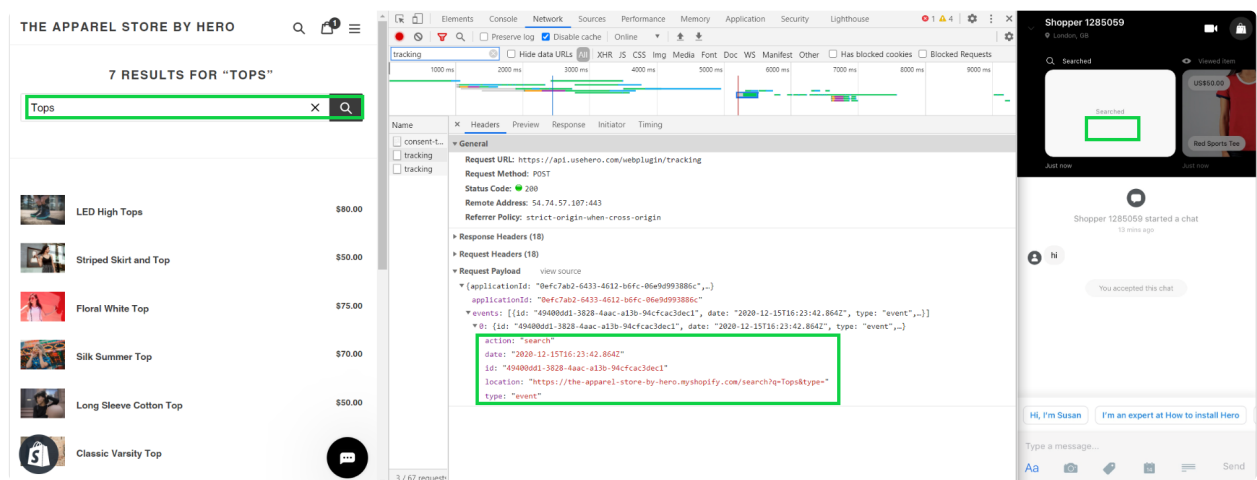 THE APPAREL STORE BY HERO
1
7 RESULTS FOR “TOPS”
Tops
LED High Tops
$80.00
Striped Skirt and Top
$50.00
Floral White Top
$75.00
Silk Summer Top
$70.00
Long Sleeve Cotton Top
$50.00
Classic Varsity Top
Elements Console Network Sources Performance Memory Application Security Lighthouse
1 4
Preserve log Disable cache Online
tracking
Hide data URLs All XHR JS CSS Img Media Font Doc WS Manifest Other Has blocked cookies Blocked Requests
1000 ms 2000 ms 3000 ms 4000 ms 5000 ms 6000 ms 7000 ms 8000 ms 9000 ms
Name
consent-t...
tracking
tracking
3 / 67 requests
Headers Preview Response Initiator Timing
General
Request URL: https://api.usehero.com/webplugin/tracking
Request Method: POST
Status Code: 200
Remote Address: 54.74.57.107:443
Referrer Policy: strict-origin-when-cross-origin
Response Headers (18)
Request Headers (18)
Request Payload view source
{applicationId: "0efc7ab2-6433-4612-b6fc-06e9d993886c",…}
applicationId: "0efc7ab2-6433-4612-b6fc-06e9d993886c"
events: [{id: "49400dd1-3828-4aac-a13b-94cfcac3dec1", date: "2020-12-15T16:23:42.864Z", type: "event",…}]
0: {id: "49400dd1-3828-4aac-a13b-94cfcac3dec1", date: "2020-12-15T16:23:42.864Z", type: "event",…}
action: "search"
date: "2020-12-15T16:23:42.864Z"
id: "49400dd1-3828-4aac-a13b-94cfcac3dec1"
location: "https://the-apparel-store-by-hero.myshopify.com/search?q=Tops&type="
type: "event"
Shopper 1285059
London, GB
Searched
Viewed item
US$50.00
Searched
Red Sports Tee
Just now
Just now
Shopper 1285059 started a chat
13 mins ago
hi
You accepted this chat
Hi, I'm Susan
I'm an expert at How to install Hero
Type a message...
Aa
Send